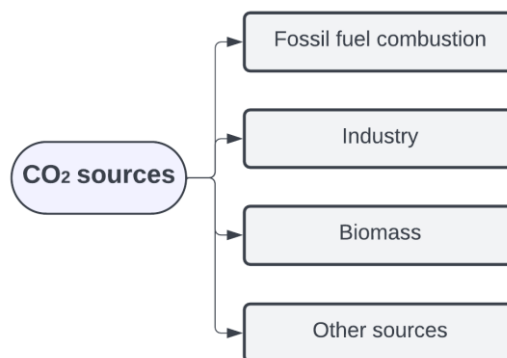 CO₂ sources
Fossil fuel combustion
Industry
Biomass
Other sources